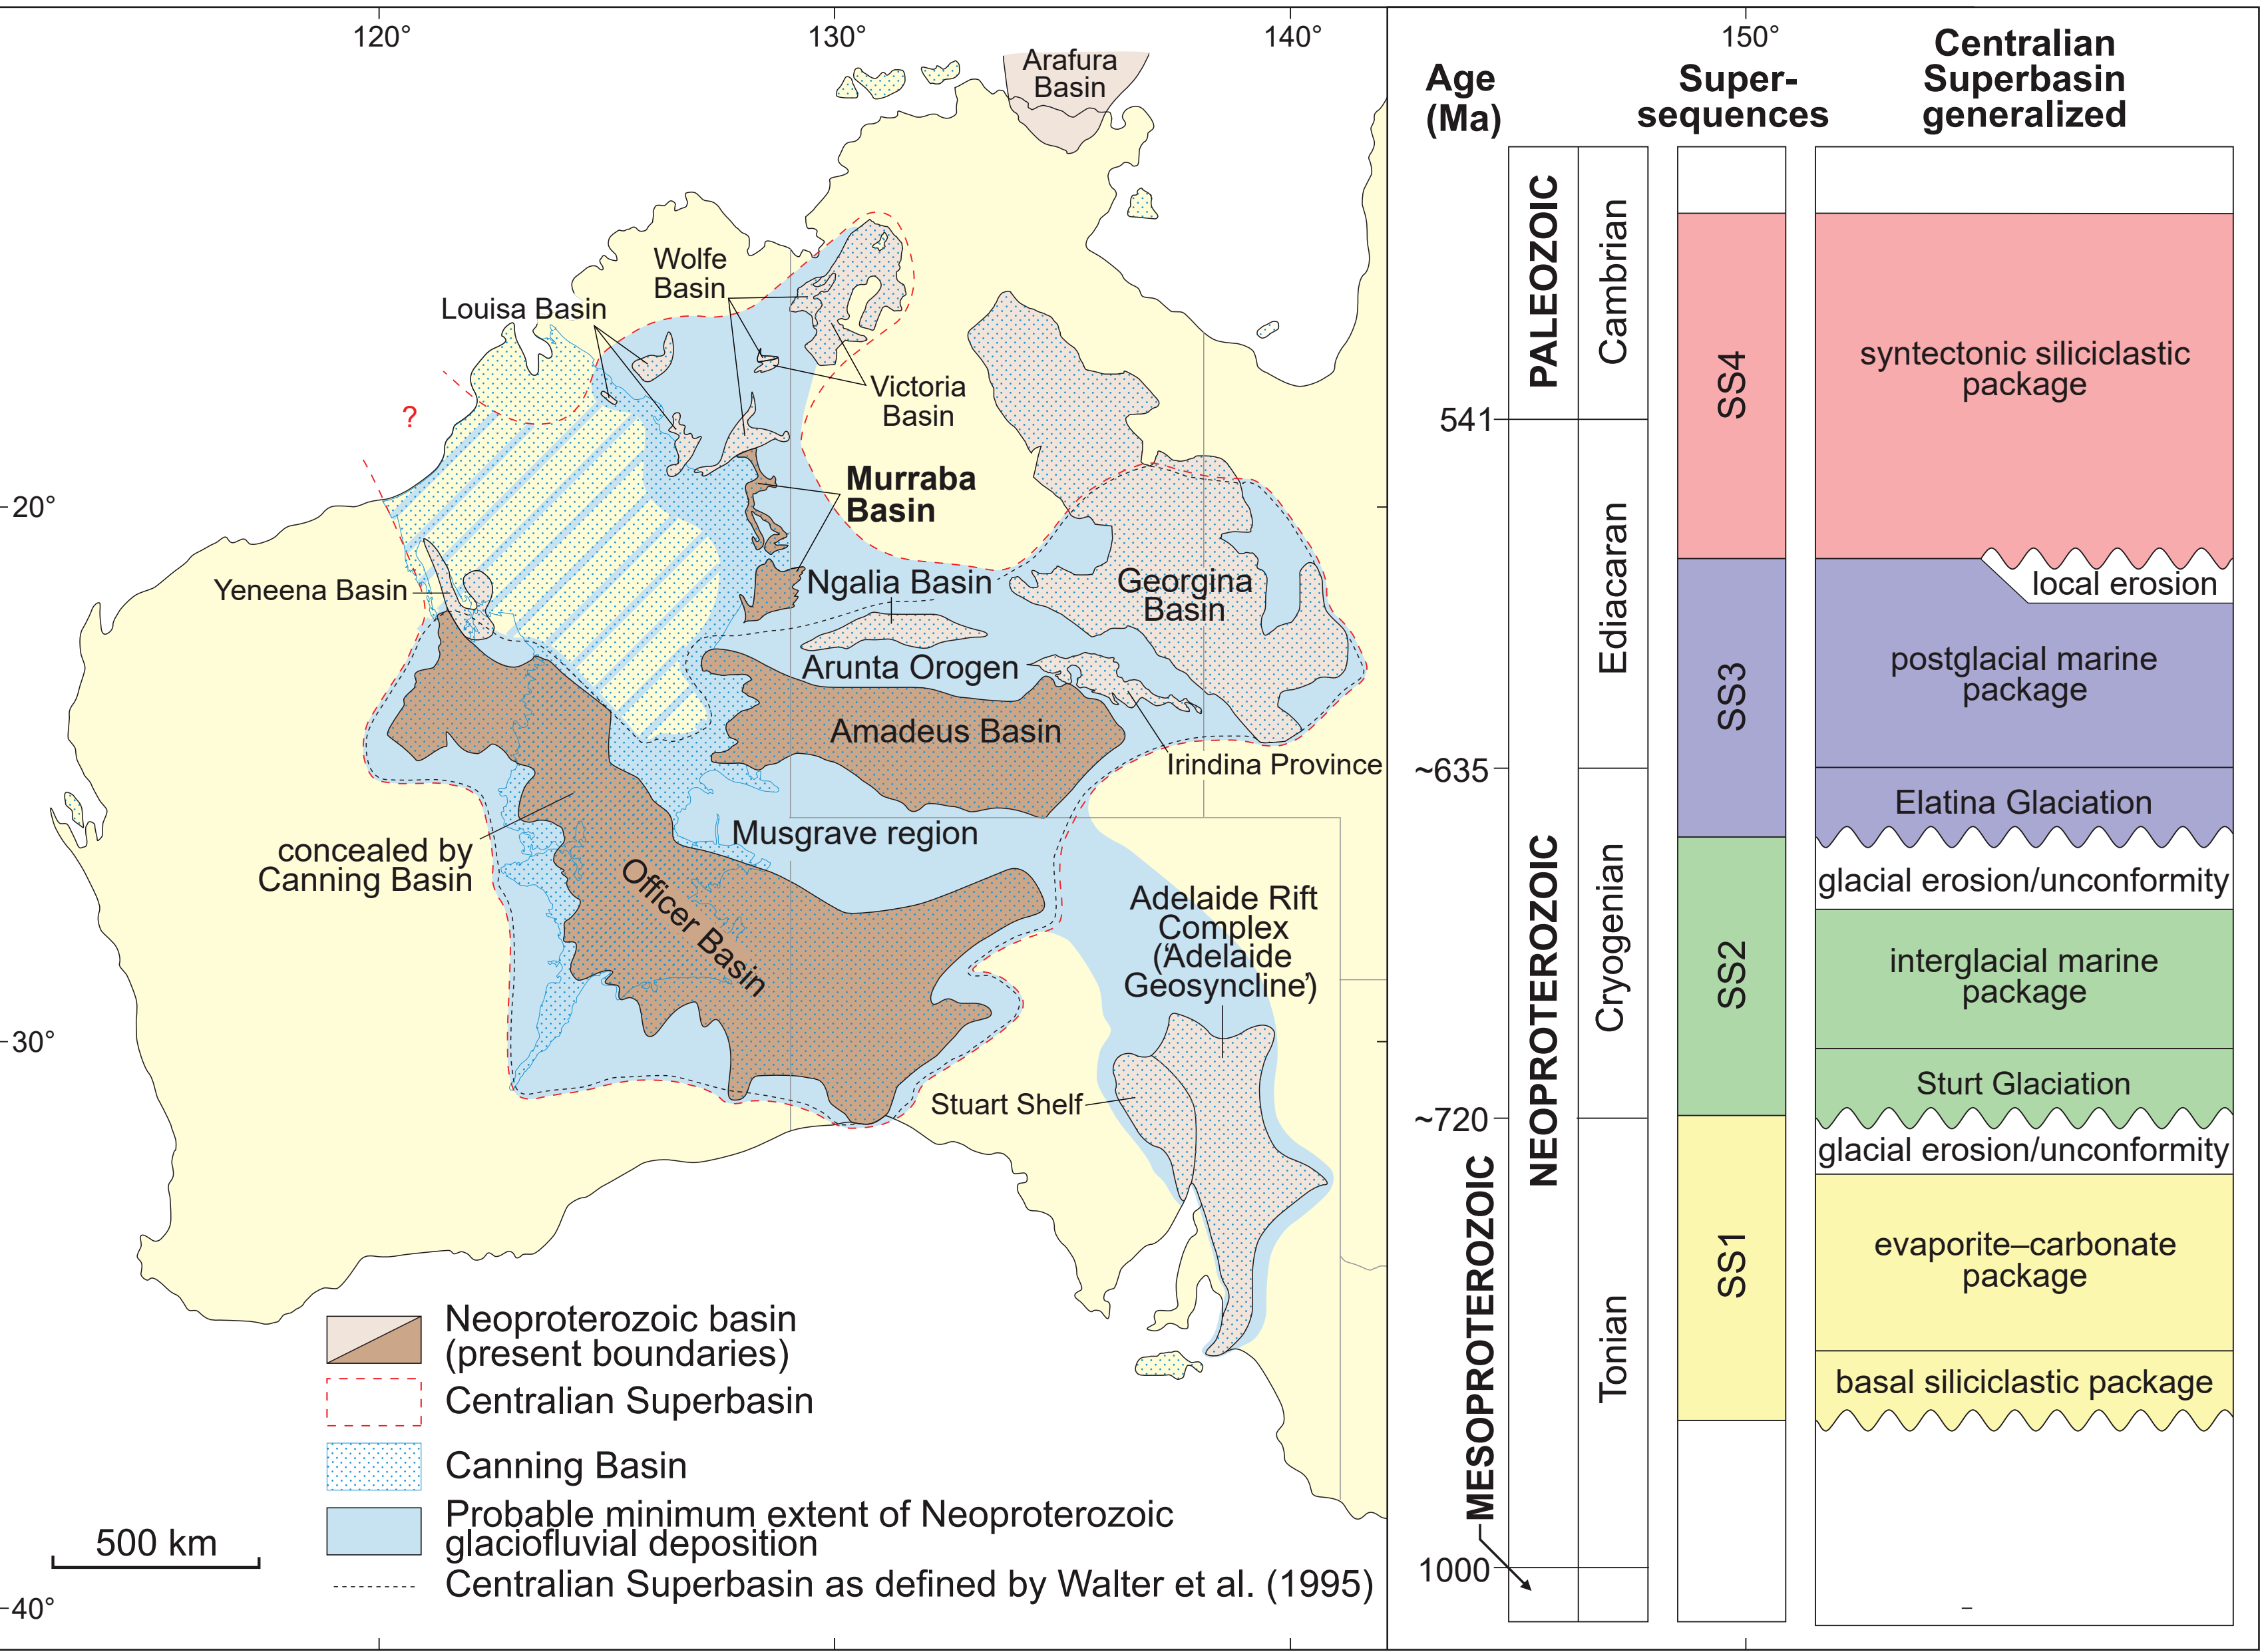 120°
130°
140°
150°
Arafura
Basin
Wolfe
Basin
Louisa Basin
Victoria
Basin
?
Murraba
Basin
20°
Yeneena Basin
Ngalia Basin
Georgina
Basin
Arunta Orogen
Amadeus Basin
Irindina Province
Musgrave region
concealed by
Canning Basin
Officer Basin
Adelaide Rift
Complex
(‘Adelaide
Geosyncline’)
30°
Stuart Shelf
Neoproterozoic basin
(present boundaries)
Centralian Superbasin
Canning Basin
Probable minimum extent of Neoproterozoic
glaciofluvial deposition
Centralian Superbasin as defined by Walter et al. (1995)
500 km
40°
Age
(Ma)
Super-
sequences
Centralian
Superbasin
generalized
PALEOZOIC
Cambrian
541
Ediacaran
~635
NEOPROTEROZOIC
Cryogenian
~720
MESOPROTEROZOIC
Tonian
1000
SS4
SS3
SS2
SS1
syntectonic siliciclastic
package
local erosion
postglacial marine
package
Elatina Glaciation
glacial erosion/unconformity
interglacial marine
package
Sturt Glaciation
glacial erosion/unconformity
evaporite–carbonate
package
basal siliciclastic package